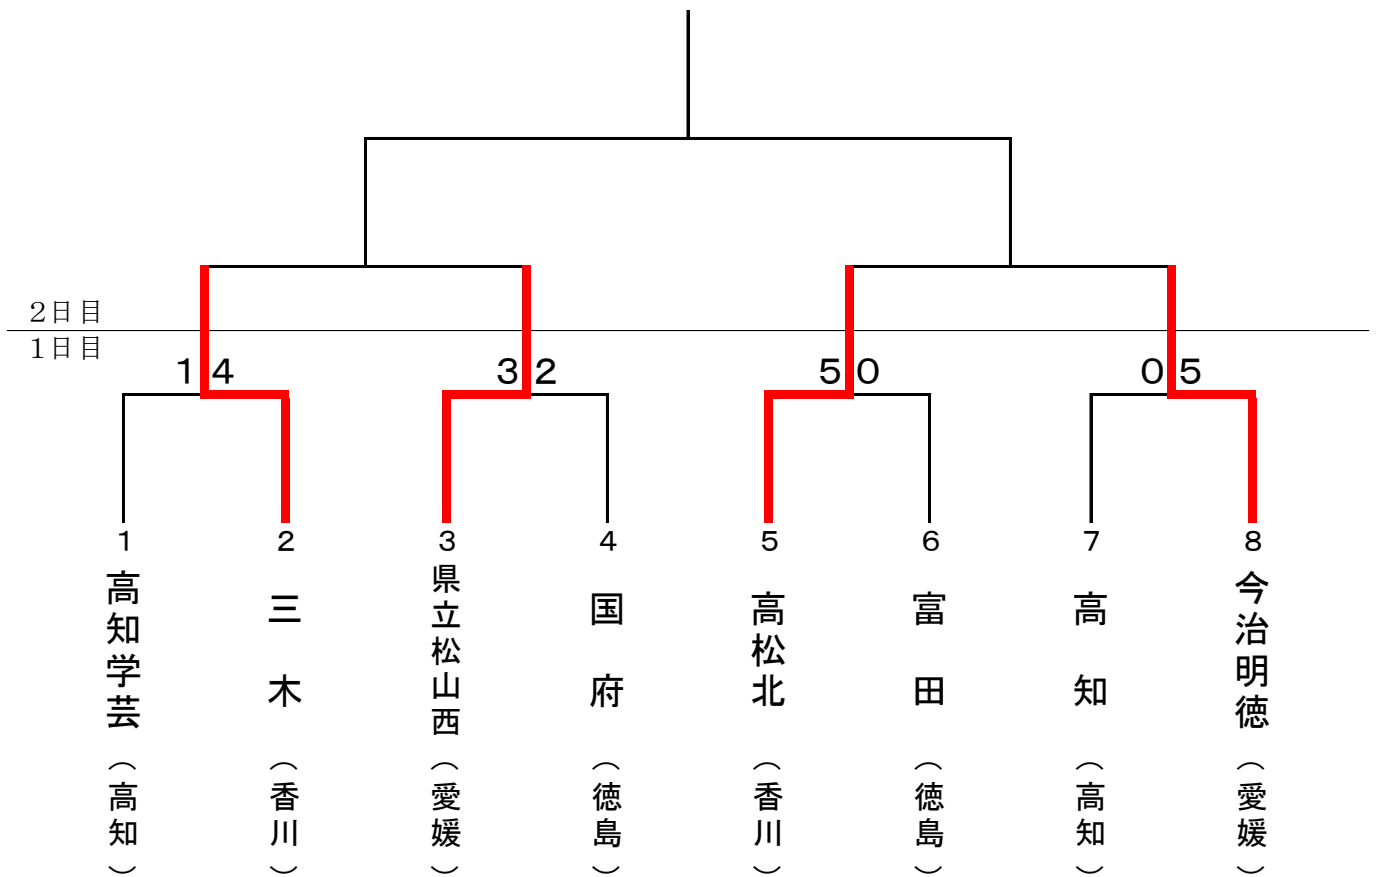 2日目
1日目
1 4
3 2
5 0
0 5
1
2
3
4
5
6
7
8
高知学芸
三木
県立松山西
国府
高松北
富田
高知
今治明徳
（高知）
（香川）
（愛媛）
（徳島）
（香川）
（徳島）
（高知）
（愛媛）